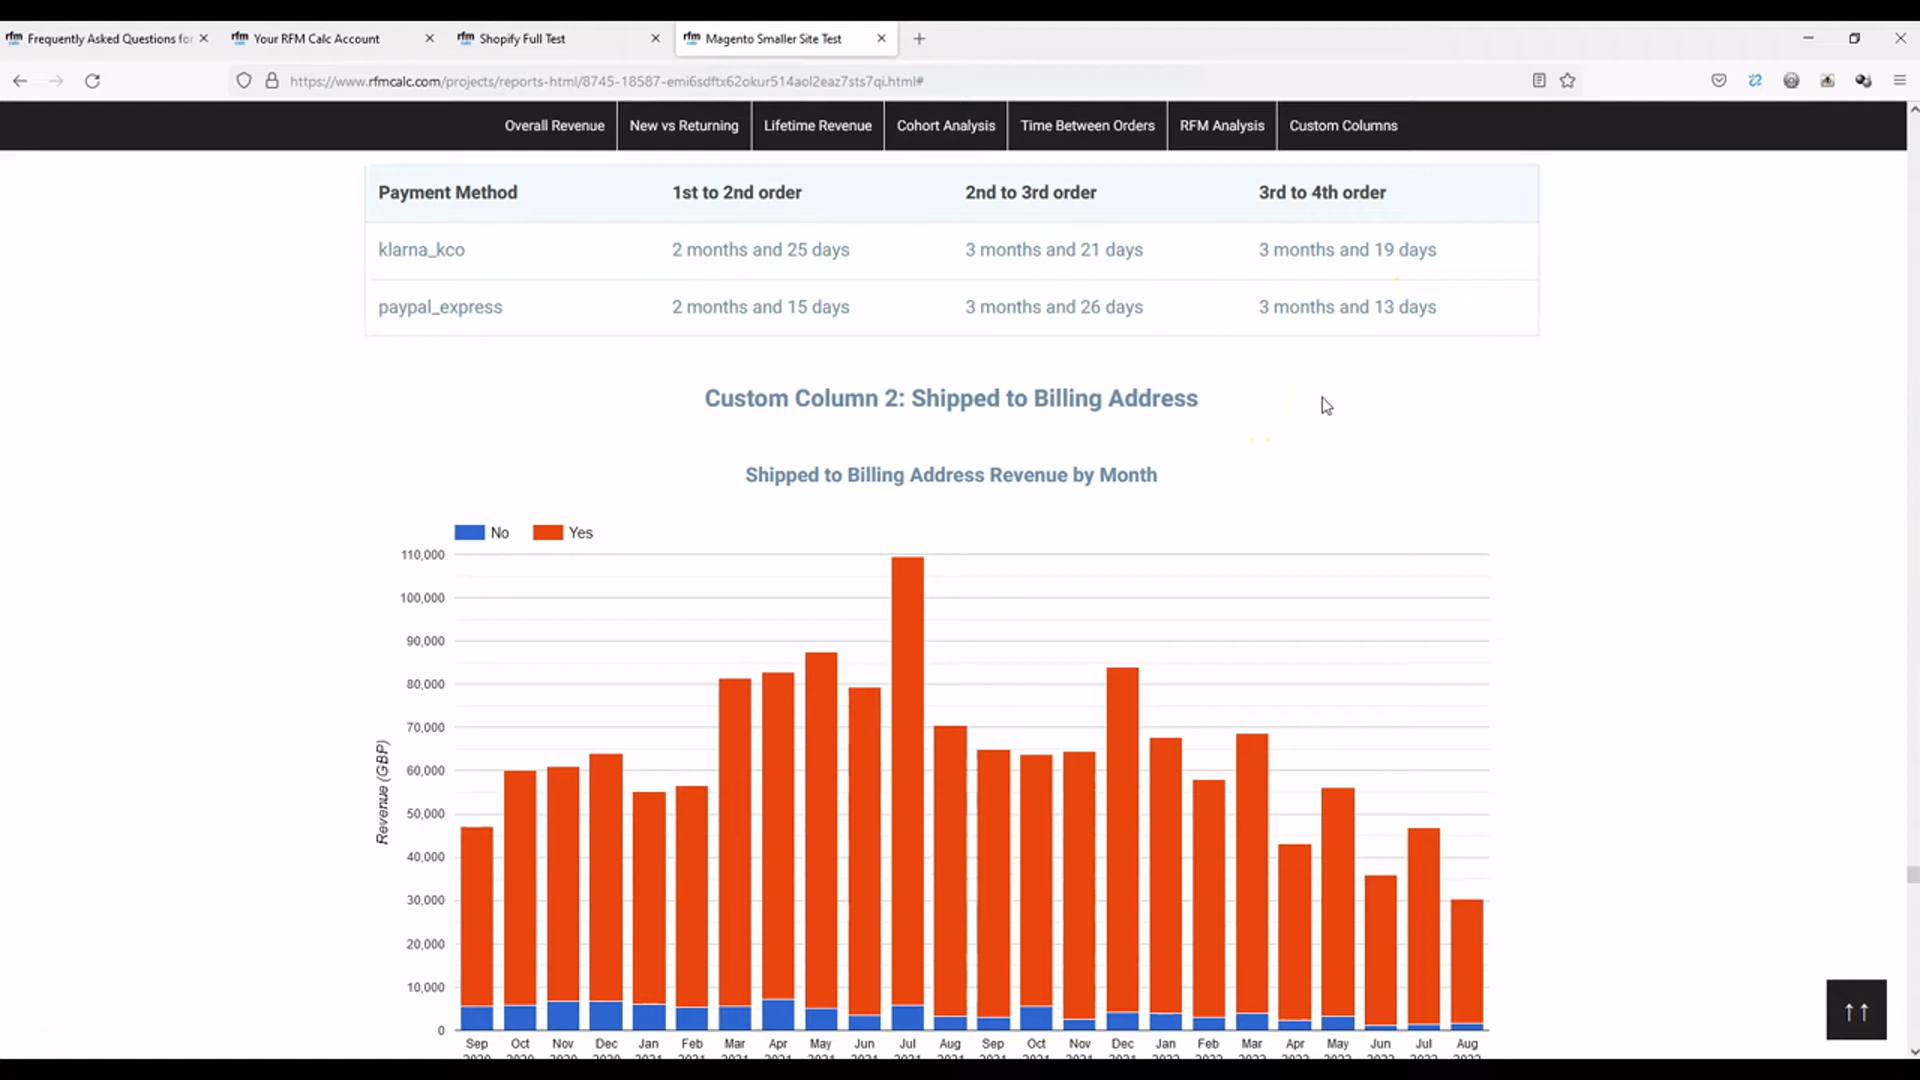 rfm Frequently Asked Questions for
rfm calc Your RFM Calc Account
rfm calc Shopify Full Test
rfm calc Magento Smaller Site Test
https://www.rfmcalc.com/projects/reports-html/8745-18587-emi6sdftx62okur514aol2eaz7sts7qi.html#
Overall Revenue New vs Returning Lifetime Revenue Cohort Analysis Time Between Orders RFM Analysis Custom Columns
Payment Method 1st to 2nd order 2nd to 3rd order 3rd to 4th order
klarna_kco 2 months and 25 days 3 months and 21 days 3 months and 19 days
paypal_express 2 months and 15 days 3 months and 26 days 3 months and 13 days
Custom Column 2: Shipped to Billing Address
Shipped to Billing Address Revenue by Month
No Yes
110,000
100,000
90,000
80,000
70,000
60,000
50,000
40,000
30,000
20,000
10,000
0
Revenue (GBP)
Sep Oct Nov Dec Jan Feb Mar Apr May Jun Jul Aug Sep Oct Nov Dec Jan Feb Mar Apr May Jun Jul Aug